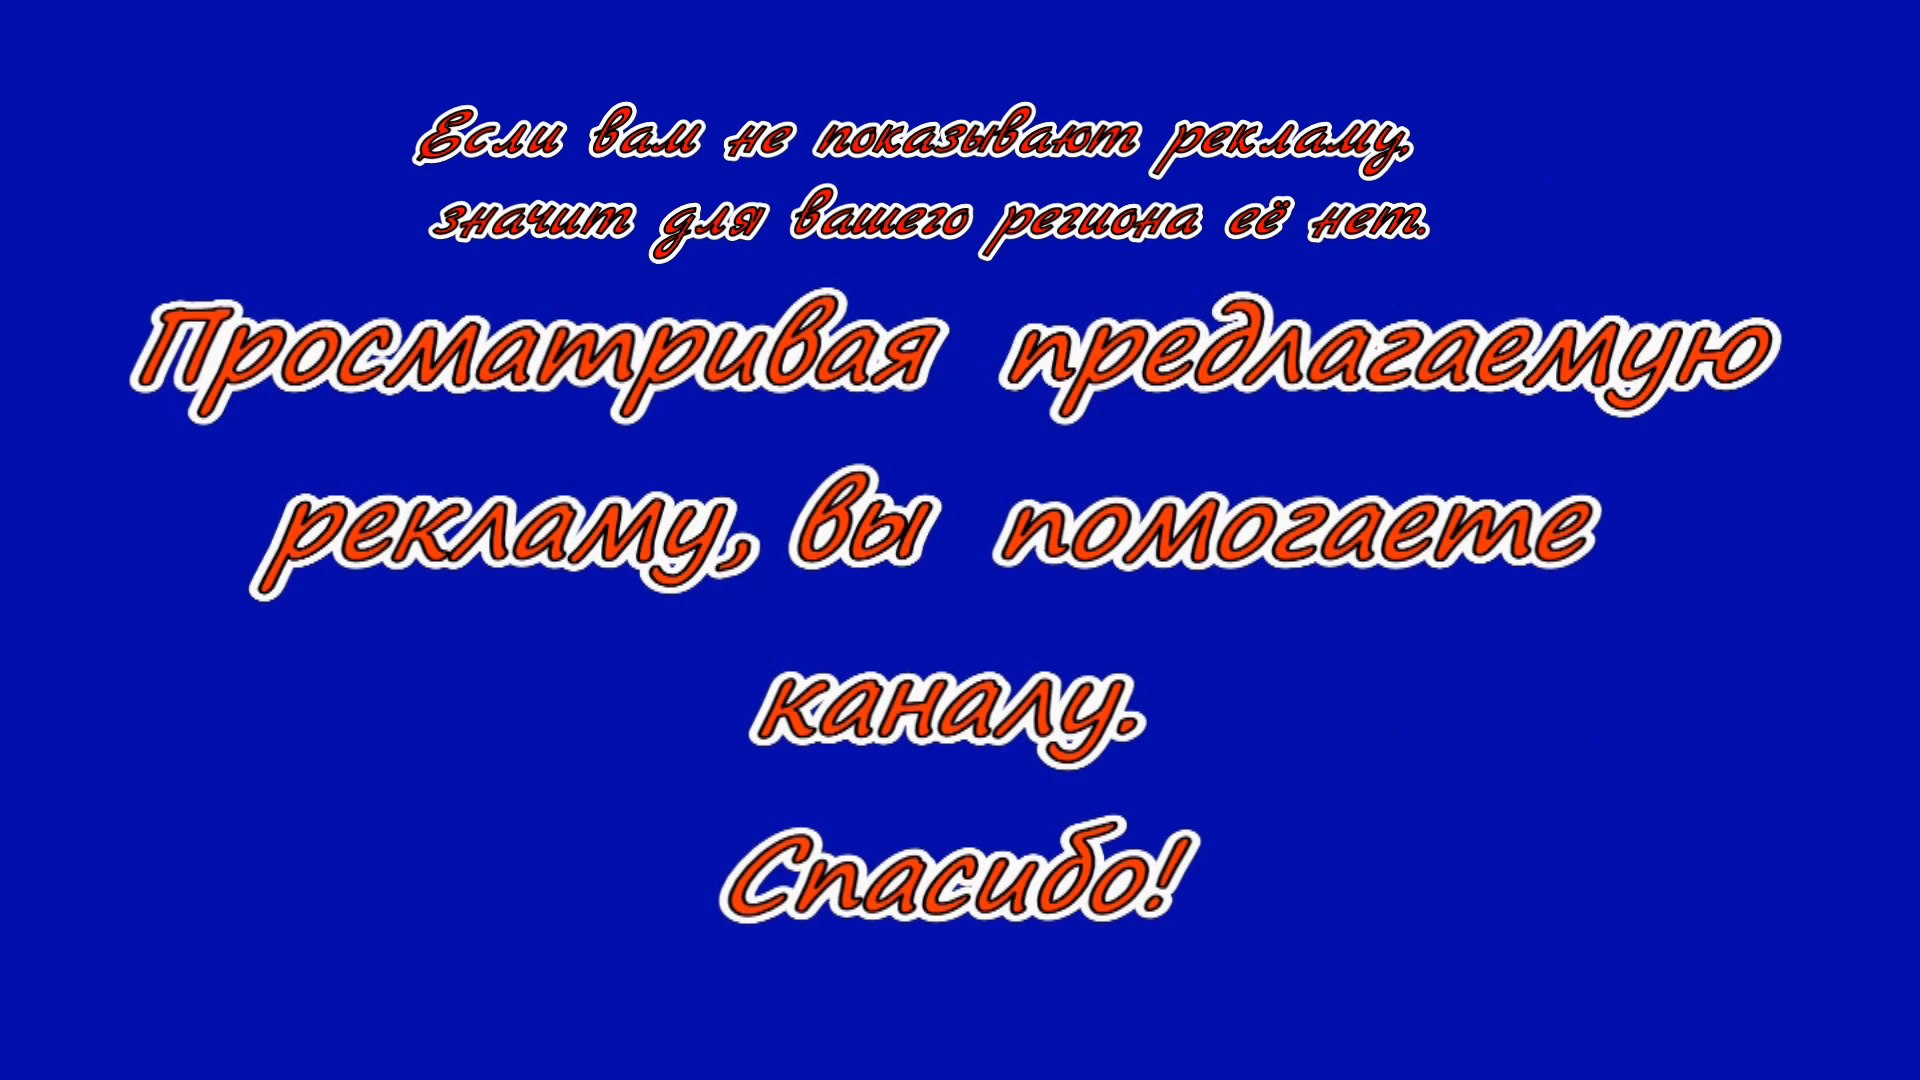 Если вам не показывают рекламу,
значит для вашего региона её нет.
Просматривая предлагаемую
рекламу, вы помогаете
каналу.
Спасибо!